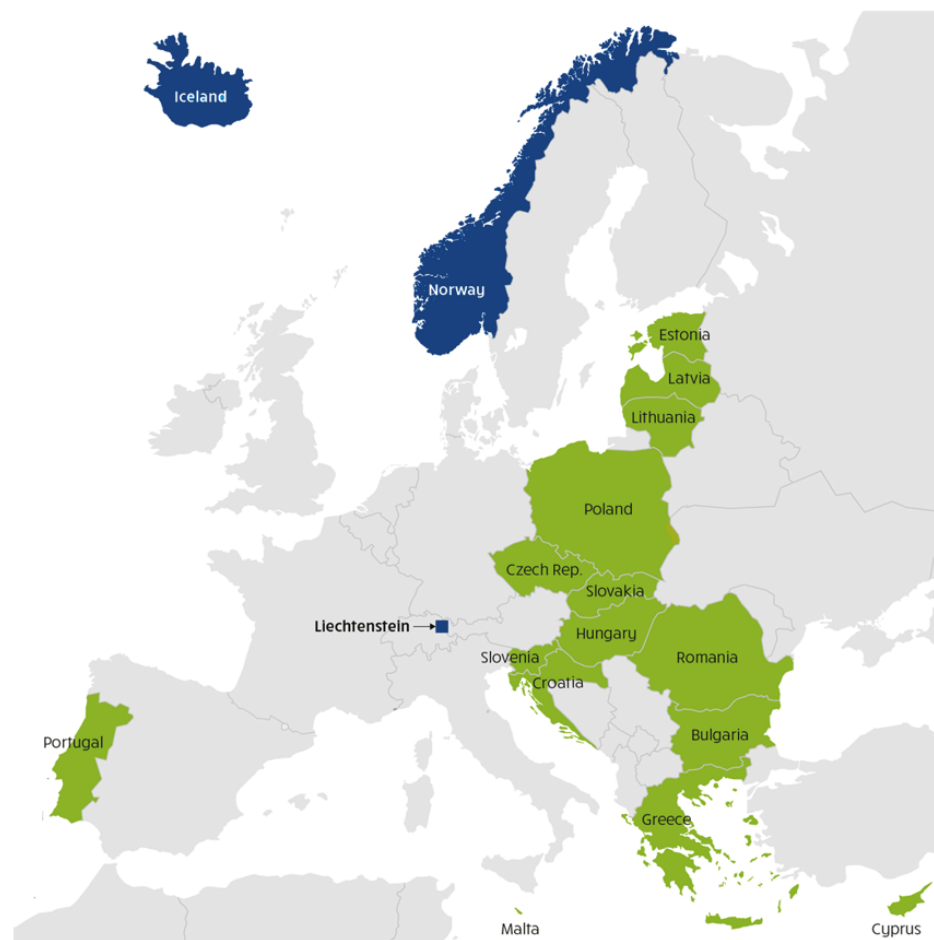 Iceland
Norway
Estonia
Latvia
Lithuania
Poland
Czech Rep.
Slovakia
Liechtenstein
Hungary
Slovenia
Romania
Croatia
Bulgaria
Portugal
Greece
Malta
Cyprus